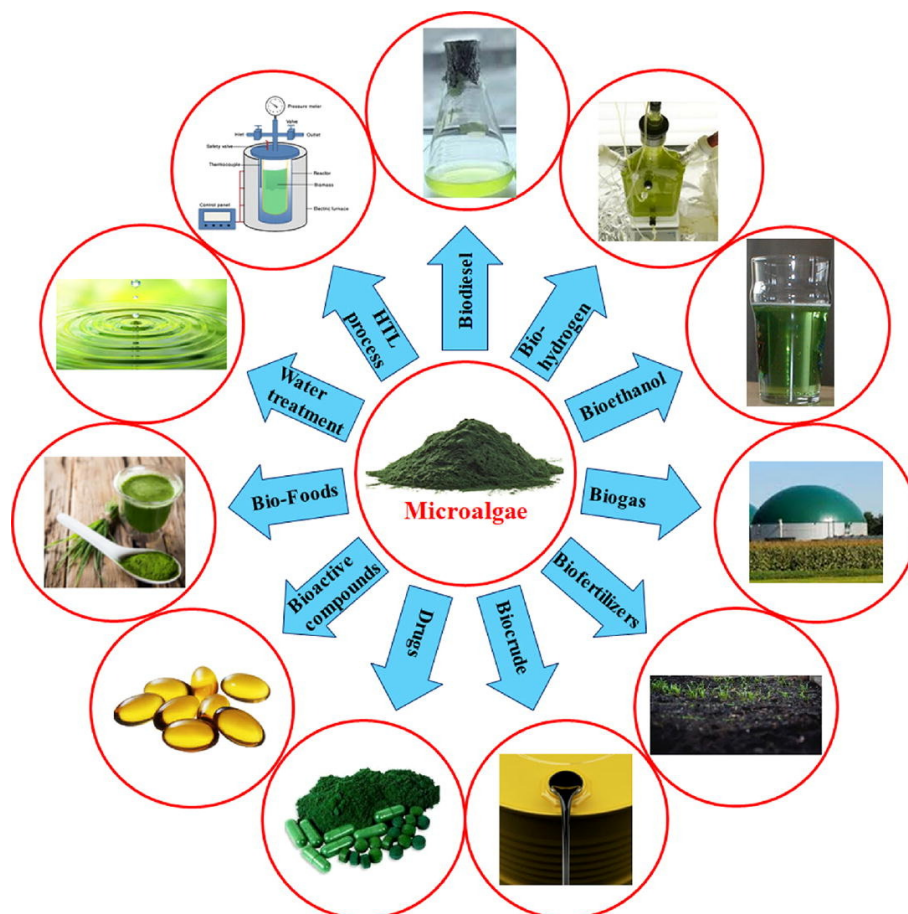 Pressure meter
Valve
Inlet
Outlet
Safety valve
Thermocouple
Reactor
Biomass
Control panel
Electric furnace
Biodiesel
Bio-
hydrogen
Bioethanol
Biogas
Biofertilizers
Biocrude
Drugs
Bioactive
compounds
Bio-Foods
Water
treatment
HTL
process
Microalgae